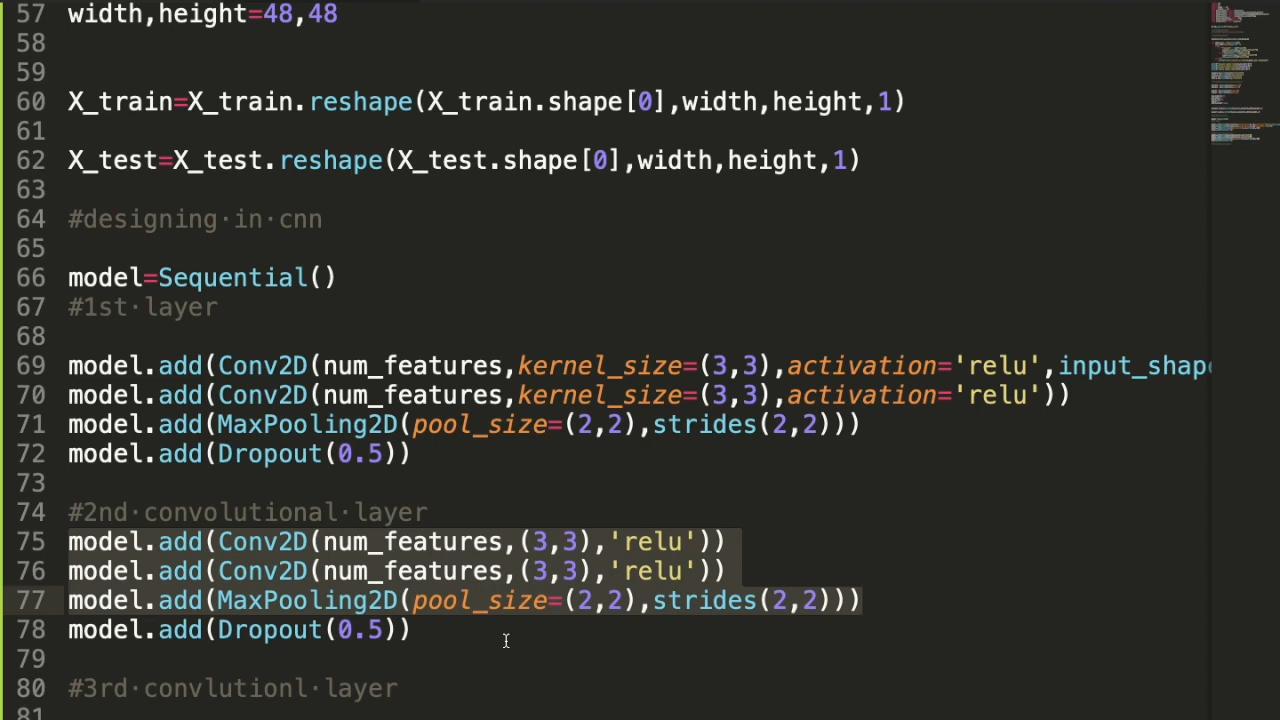 57 width,height=48,48
58
59
60 X_train=X_train.reshape(X_train.shape[0],width,height,1)
61
62 X_test=X_test.reshape(X_test.shape[0],width,height,1)
63
64 #designing·in·cnn
65
66 model=Sequential()
67 #1st·layer
68
69 model.add(Conv2D(num_features,kernel_size=(3,3),activation='relu',input_shap
70 model.add(Conv2D(num_features,kernel_size=(3,3),activation='relu'))
71 model.add(MaxPooling2D(pool_size=(2,2),strides(2,2)))
72 model.add(Dropout(0.5))
73
74 #2nd·convolutional·layer
75 model.add(Conv2D(num_features,(3,3),'relu'))
76 model.add(Conv2D(num_features,(3,3),'relu'))
77 model.add(MaxPooling2D(pool_size=(2,2),strides(2,2)))
78 model.add(Dropout(0.5))
79
80 #3rd·convlutionl·layer
81